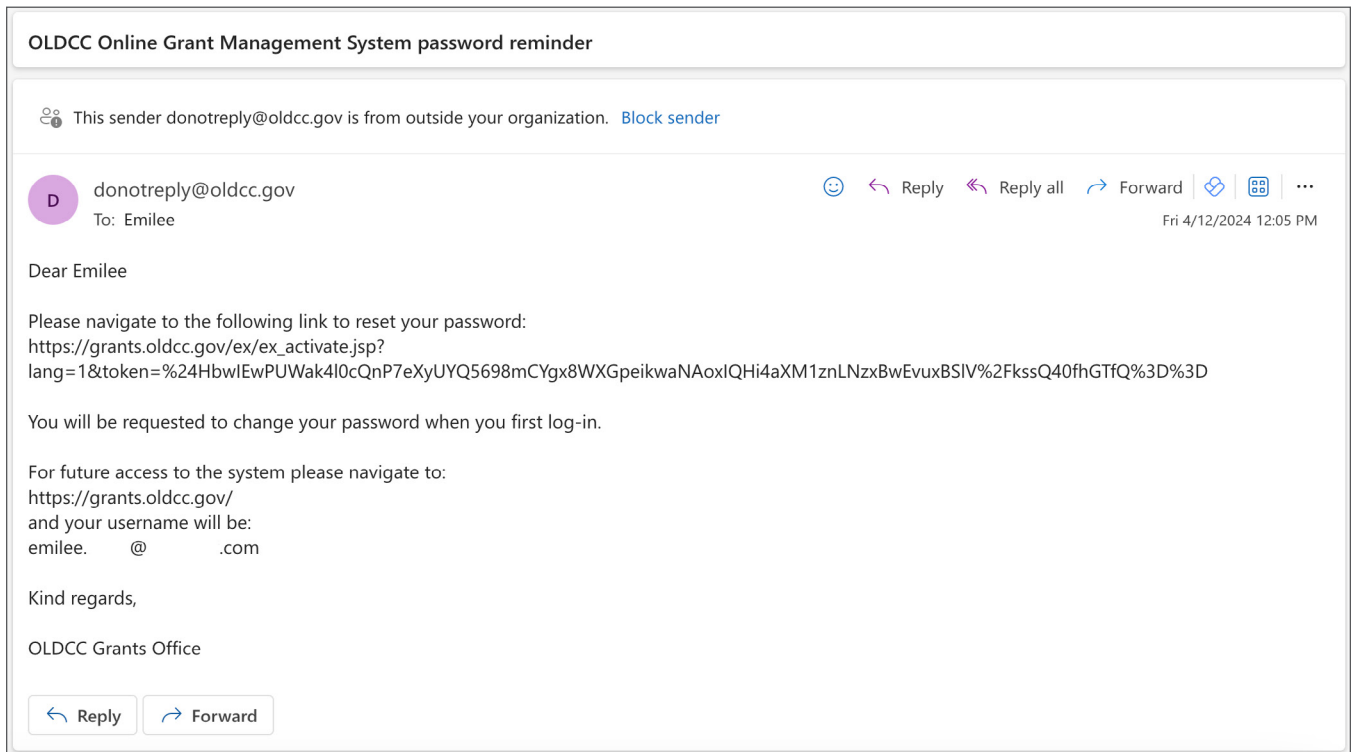 OLDCC Online Grant Management System password reminder
This sender donotreply@oldcc.gov is from outside your organization. Block sender
D
donotreply@oldcc.gov
Reply Reply all Forward
To: Emilee
Fri 4/12/2024 12:05 PM
Dear Emilee
Please navigate to the following link to reset your password:
https://grants.oldcc.gov/ex/ex_activate.jsp?
lang=1&token=%24HbwIEwPUWak4l0cQnP7eXyUYQ5698mCYgx8WXGpeikwaNAoxIQHi4aXM1znLNzxBwEvuxBSlV%2FkssQ40fhGTfQ%3D%3D
You will be requested to change your password when you first log-in.
For future access to the system please navigate to:
https://grants.oldcc.gov/
and your username will be:
emilee. @ .com
Kind regards,
OLDCC Grants Office
Reply Forward